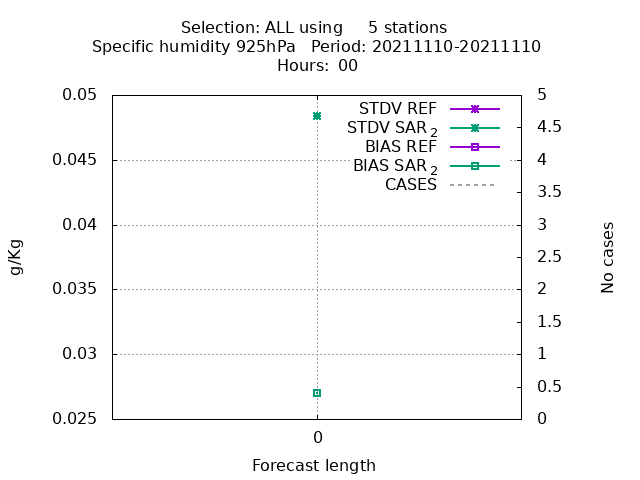 Selection: ALL using     5 stations
Specific humidity 925hPa   Period: 20211110-20211110
Hours: 00
0.05
0.045
0.04
0.035
0.03
0.025
g/Kg
STDV REF
STDV SAR 2
BIAS REF
BIAS SAR 2
CASES
5
4.5
4
3.5
3
2.5
2
1.5
1
0.5
0
No cases
0
Forecast length